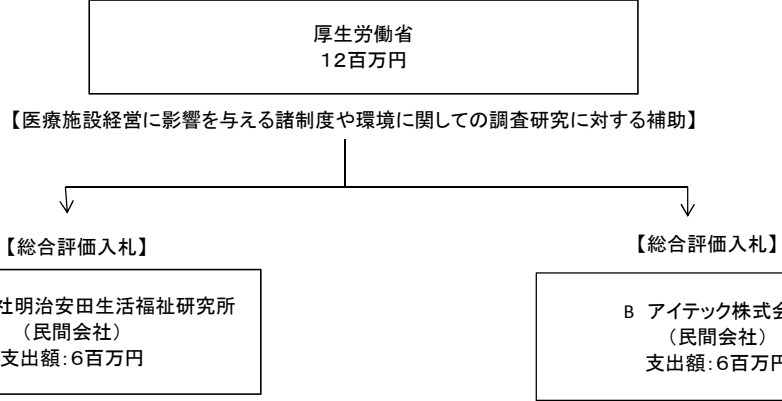 厚生労働省
12百万円
【医療施設経営に影響を与える諸制度や環境に関しての調査研究に対する補助】
【総合評価入札】
社明治安田生活福祉研究所
（民間会社）
支出額：６百万円
【総合評価入札】
B アイテック株式会
（民間会社）
支出額：６百万円